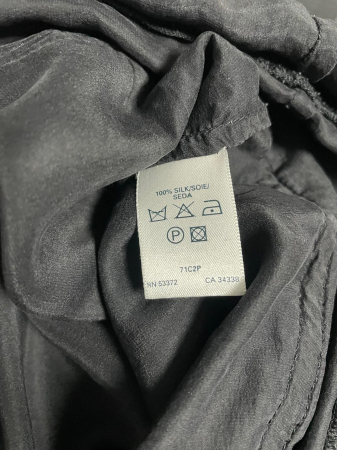 100% SILK/SOIE/
SEDA
P
71C2P
RN 53372 CA 34338